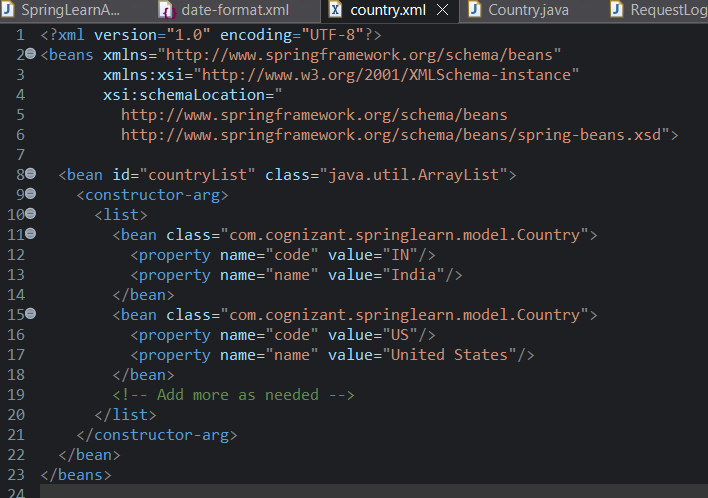 SpringLearnA... date-format.xml country.xml Country.java RequestLog
1 <?xml version="1.0" encoding="UTF-8"?>
2 <beans xmlns="http://www.springframework.org/schema/beans"
3        xmlns:xsi="http://www.w3.org/2001/XMLSchema-instance"
4        xsi:schemaLocation="
5          http://www.springframework.org/schema/beans
6          http://www.springframework.org/schema/beans/spring-beans.xsd">
7
8   <bean id="countryList" class="java.util.ArrayList">
9     <constructor-arg>
10       <list>
11         <bean class="com.cognizant.springlearn.model.Country">
12           <property name="code" value="IN"/>
13           <property name="name" value="India"/>
14         </bean>
15         <bean class="com.cognizant.springlearn.model.Country">
16           <property name="code" value="US"/>
17           <property name="name" value="United States"/>
18         </bean>
19         <!-- Add more as needed -->
20       </list>
21     </constructor-arg>
22   </bean>
23 </beans>
24